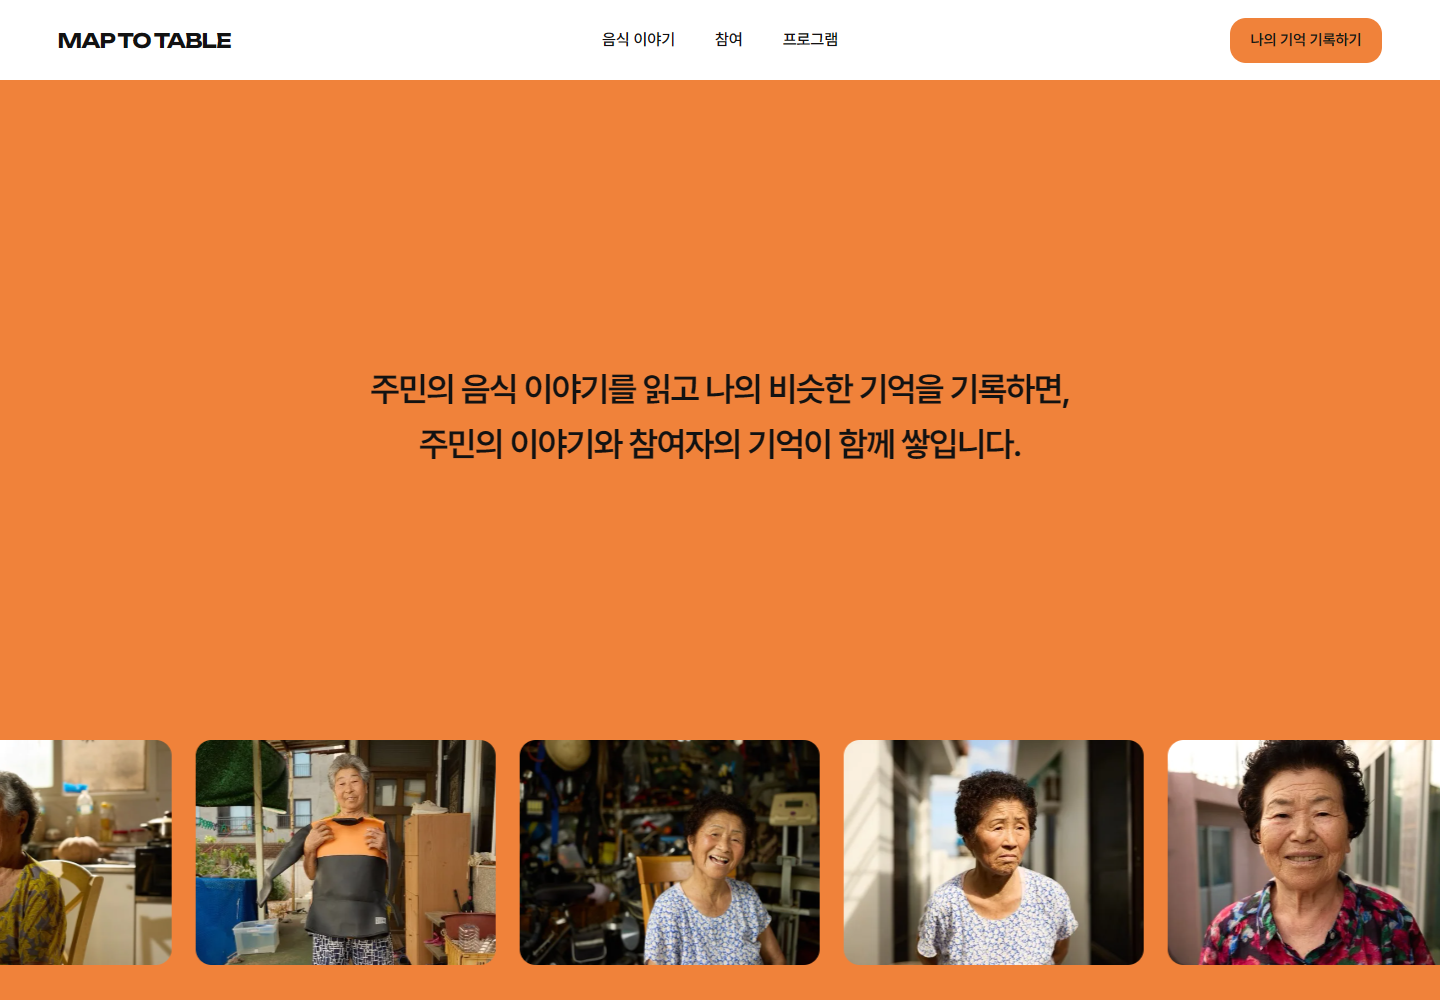 MAP TO TABLE
음식 이야기
참여
프로그램
나의 기억 기록하기
주민의 음식 이야기를 읽고 나의 비슷한 기억을 기록하면,
주민의 이야기와 참여자의 기억이 함께 쌓입니다.